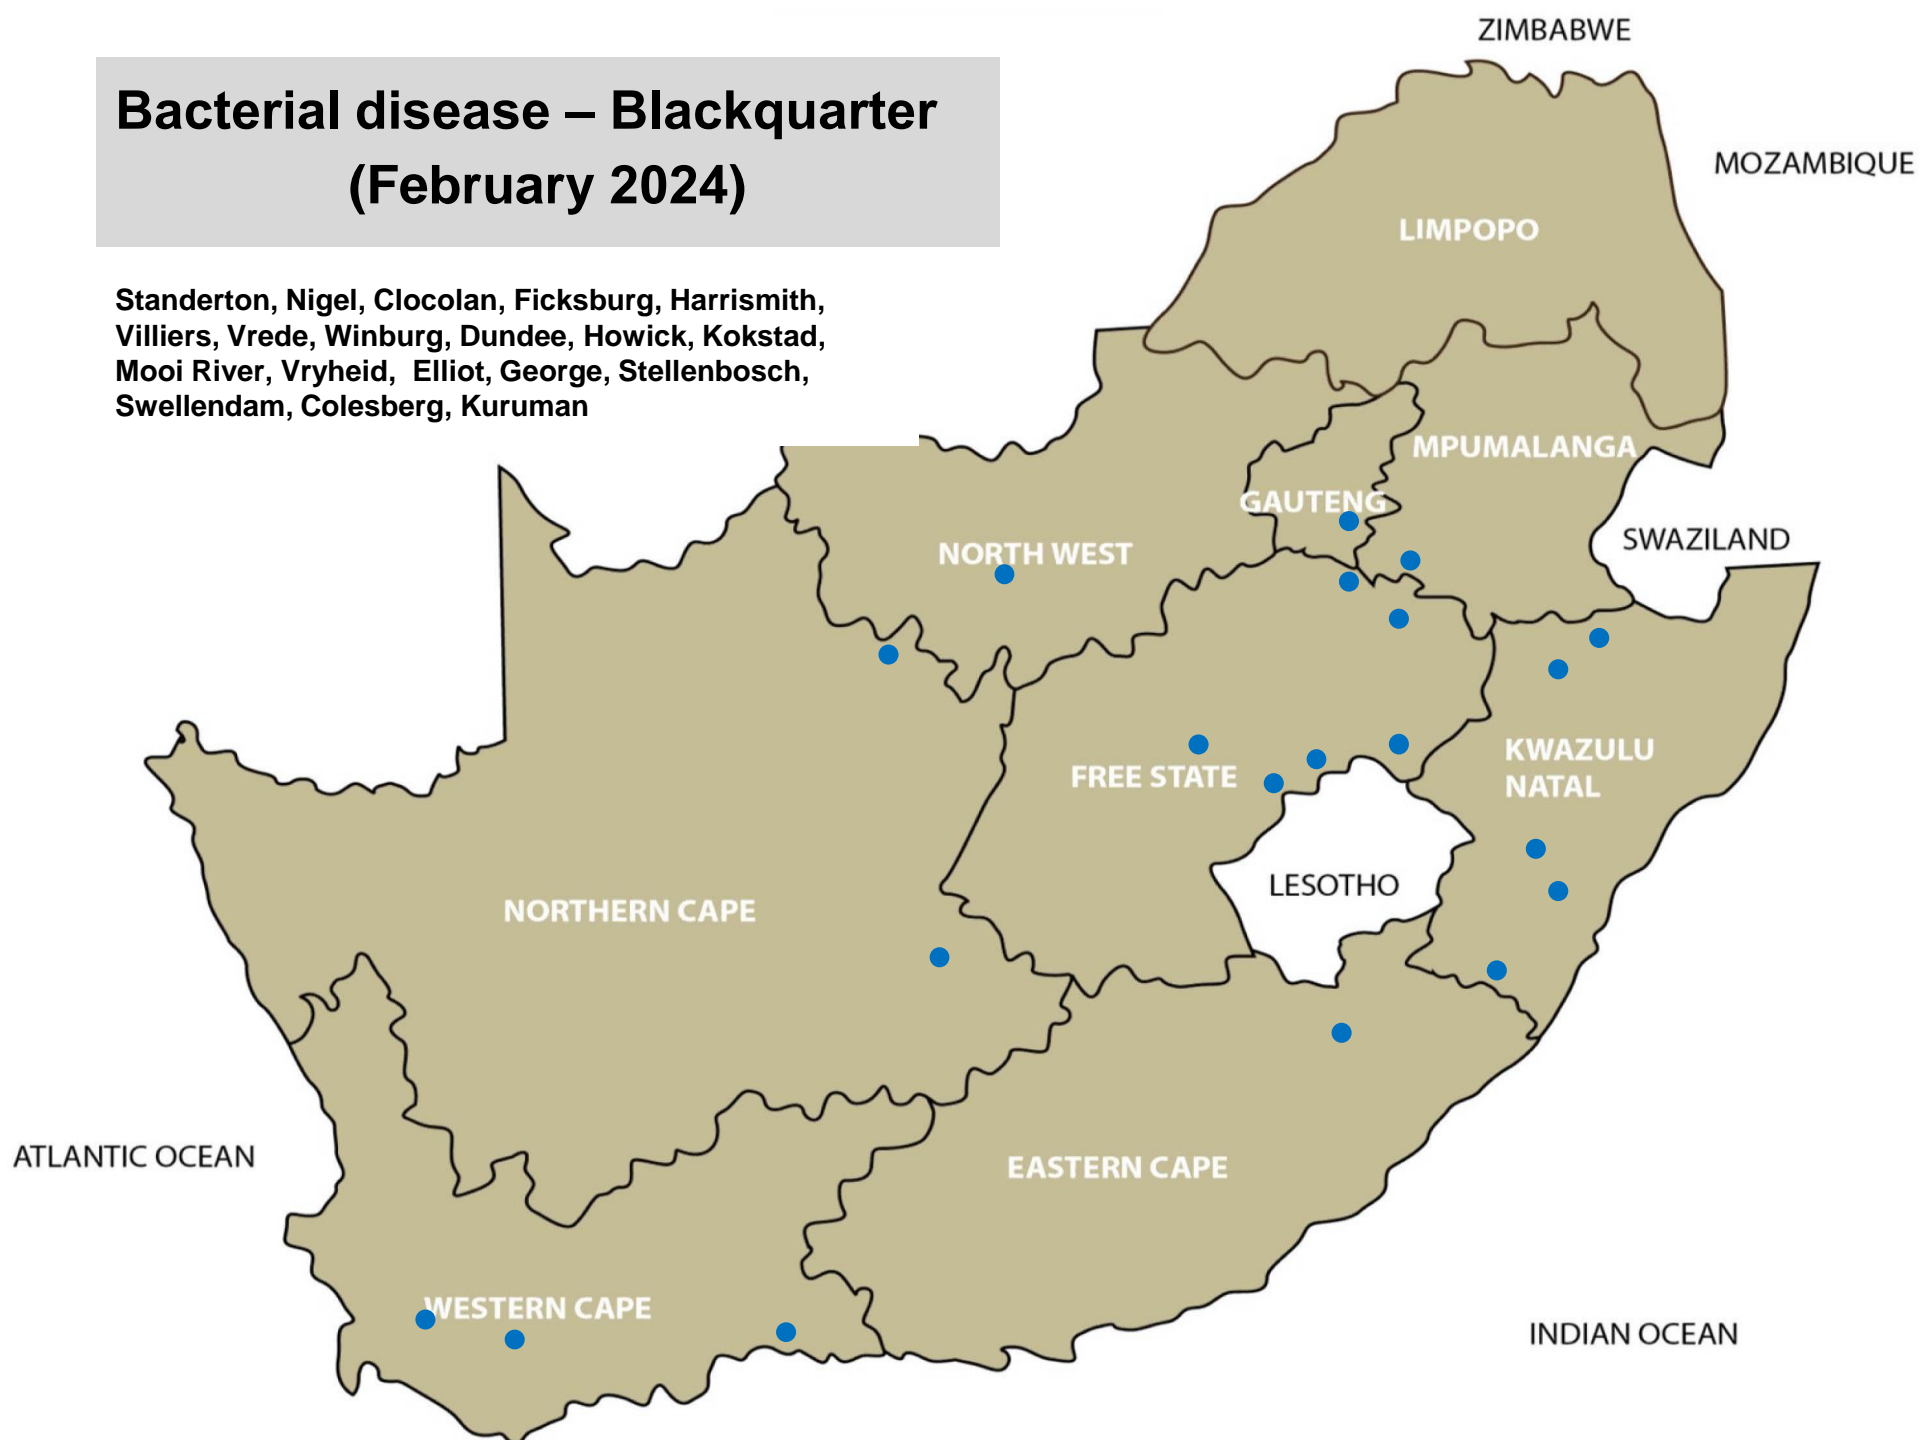 ZIMBABWE
Bacterial disease – Blackquarter
(February 2024)
MOZAMBIQUE
LIMPOPO
Standerton, Nigel, Clocolan, Ficksburg, Harrismith,
Villiers, Vrede, Winburg, Dundee, Howick, Kokstad,
Mooi River, Vryheid,  Elliot, George, Stellenbosch,
Swellendam, Colesberg, Kuruman
MPUMALANGA
GAUTENG
SWAZILAND
NORTH WEST
KWAZULU
NATAL
FREE STATE
LESOTHO
NORTHERN CAPE
ATLANTIC OCEAN
EASTERN CAPE
WESTERN CAPE
INDIAN OCEAN